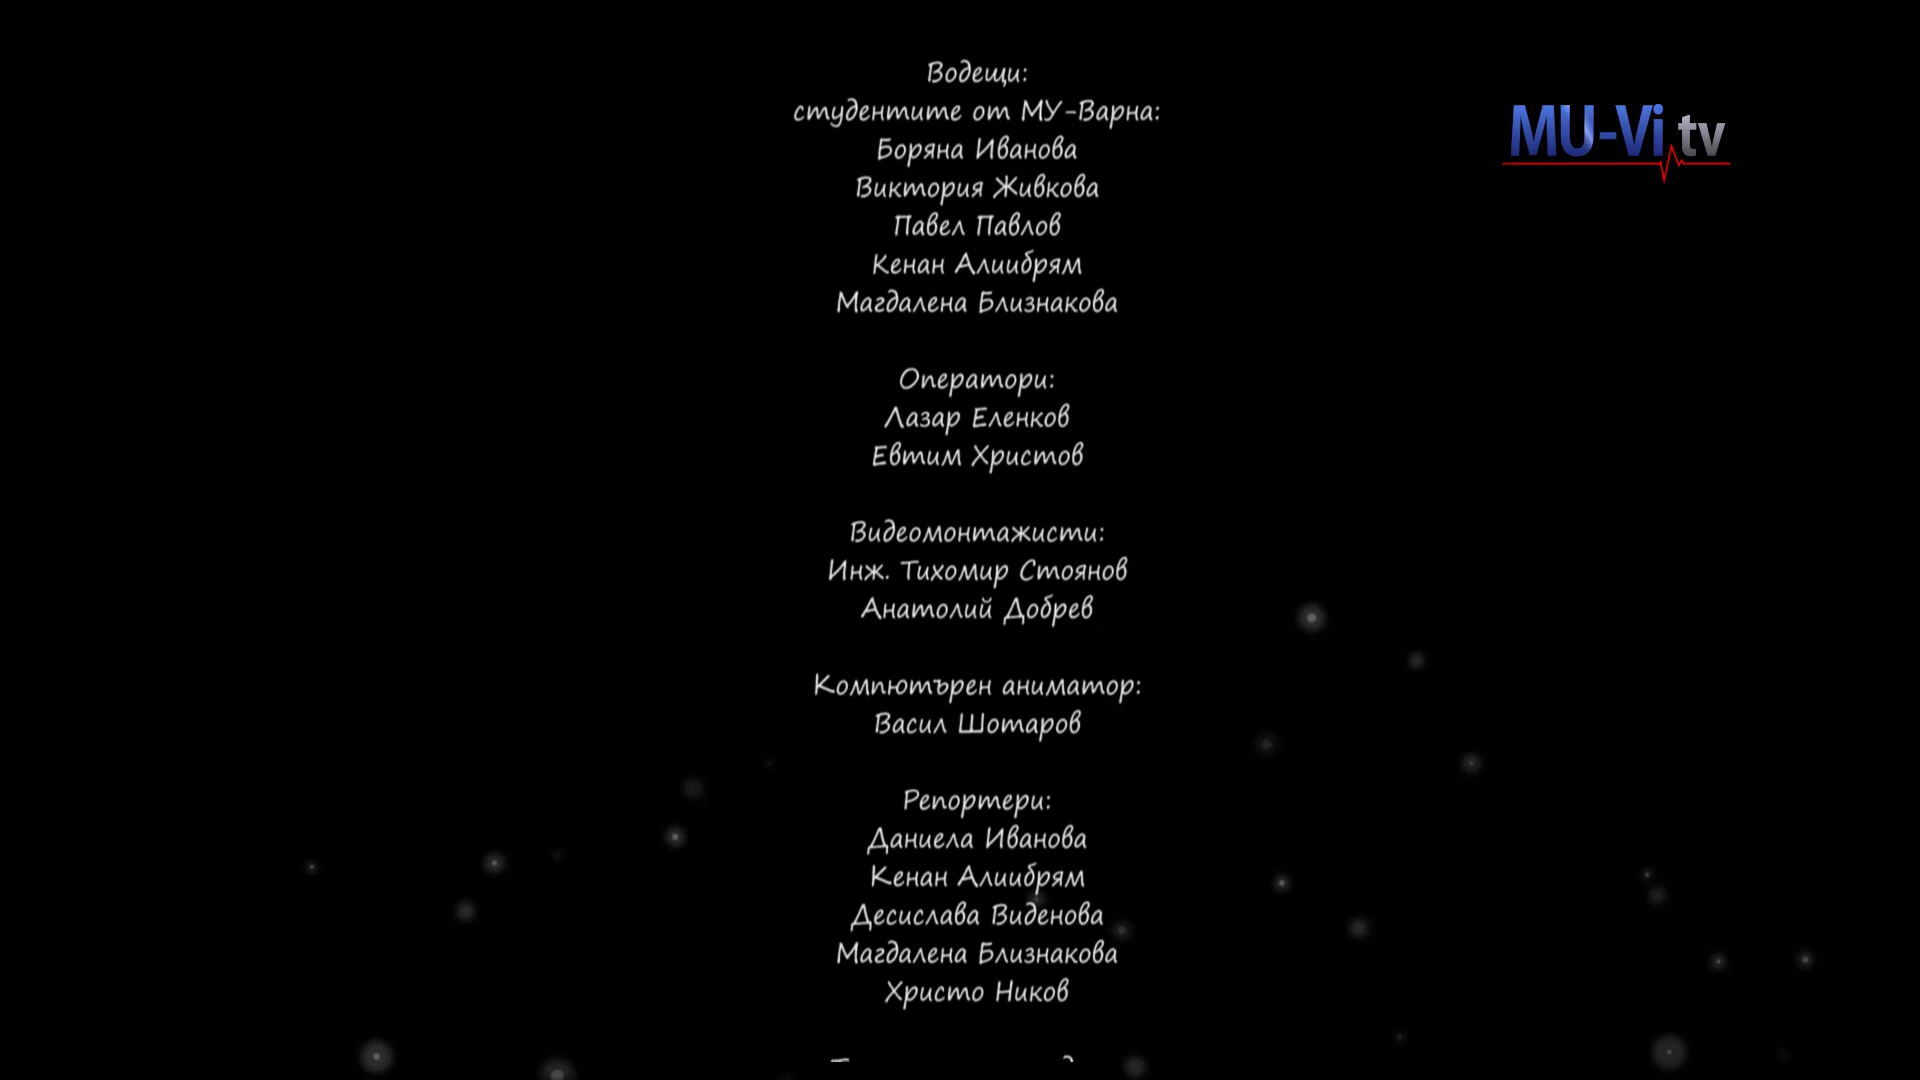 Водещи:
студентите от МУ-Варна:
Боряна Иванова
Виктория Живкова
Павел Павлов
Кенан Алиибрям
Магдалена Близнакова
Оператори:
Лазар Еленков
Евтим Христов
Видеомонтажисти:
Инж. Тихомир Стоянов
Анатолий Добрев
Компютърен аниматор:
Васил Шотаров
Репортери:
Даниела Иванова
Кенан Алиибрям
Десислава Виденова
Магдалена Близнакова
Христо Ников
MU-Vi tv